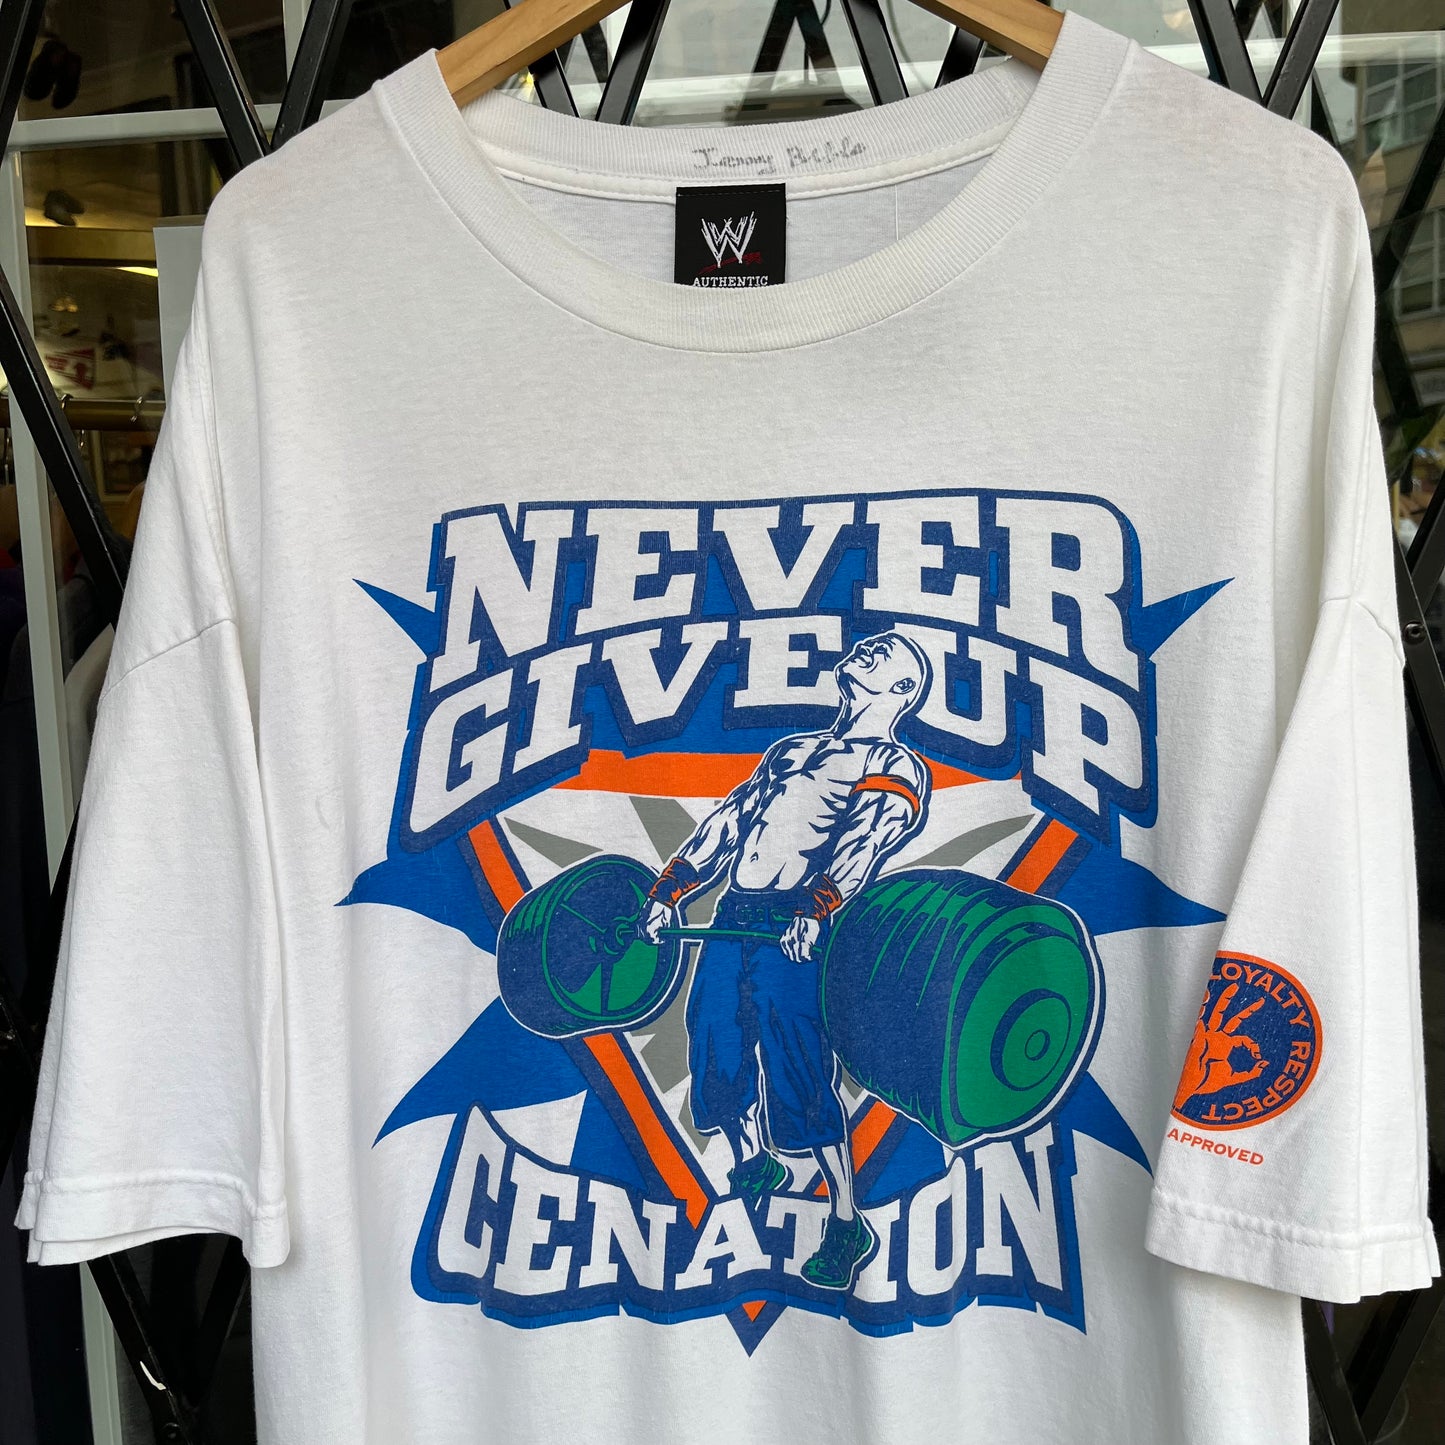 W
AUTHENTIC
NEVER
GIVE UP
CENATION
LOYALTY RESPECT
APPROVED